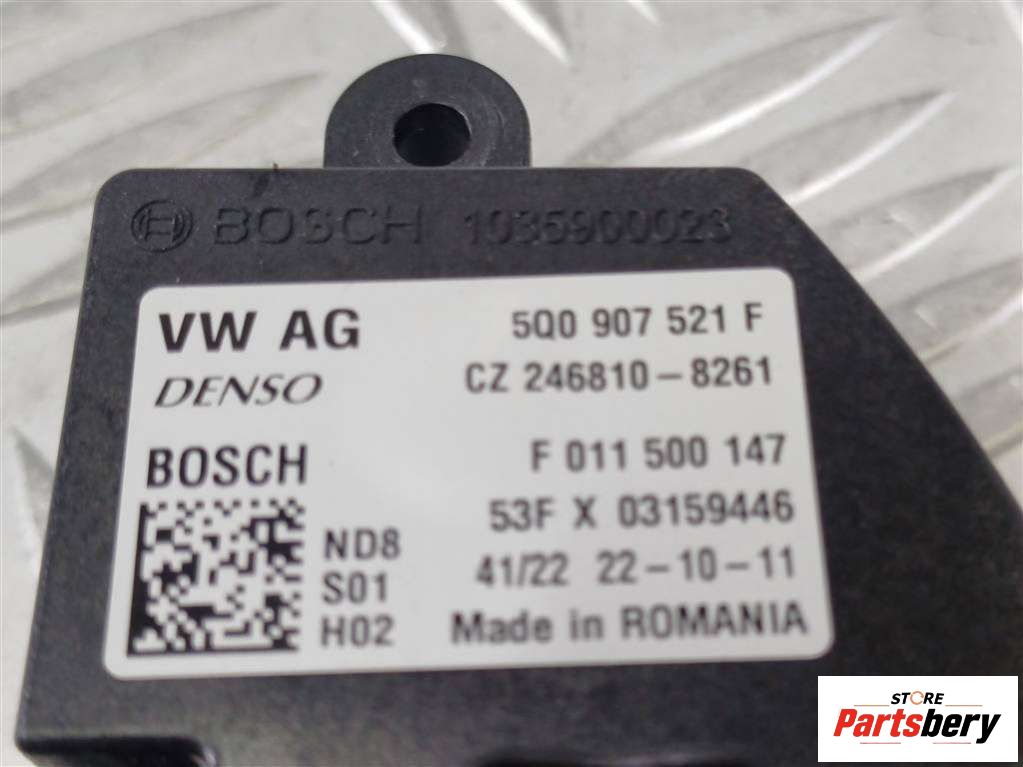 BOSCH 1035900023
VW AG 5Q0 907 521 F
DENSO CZ 246810-8261
BOSCH F 011 500 147
53F X 03159446
ND8 41/22 22-10-11
S01
H02 Made in ROMANIA
STORE
Partsbery